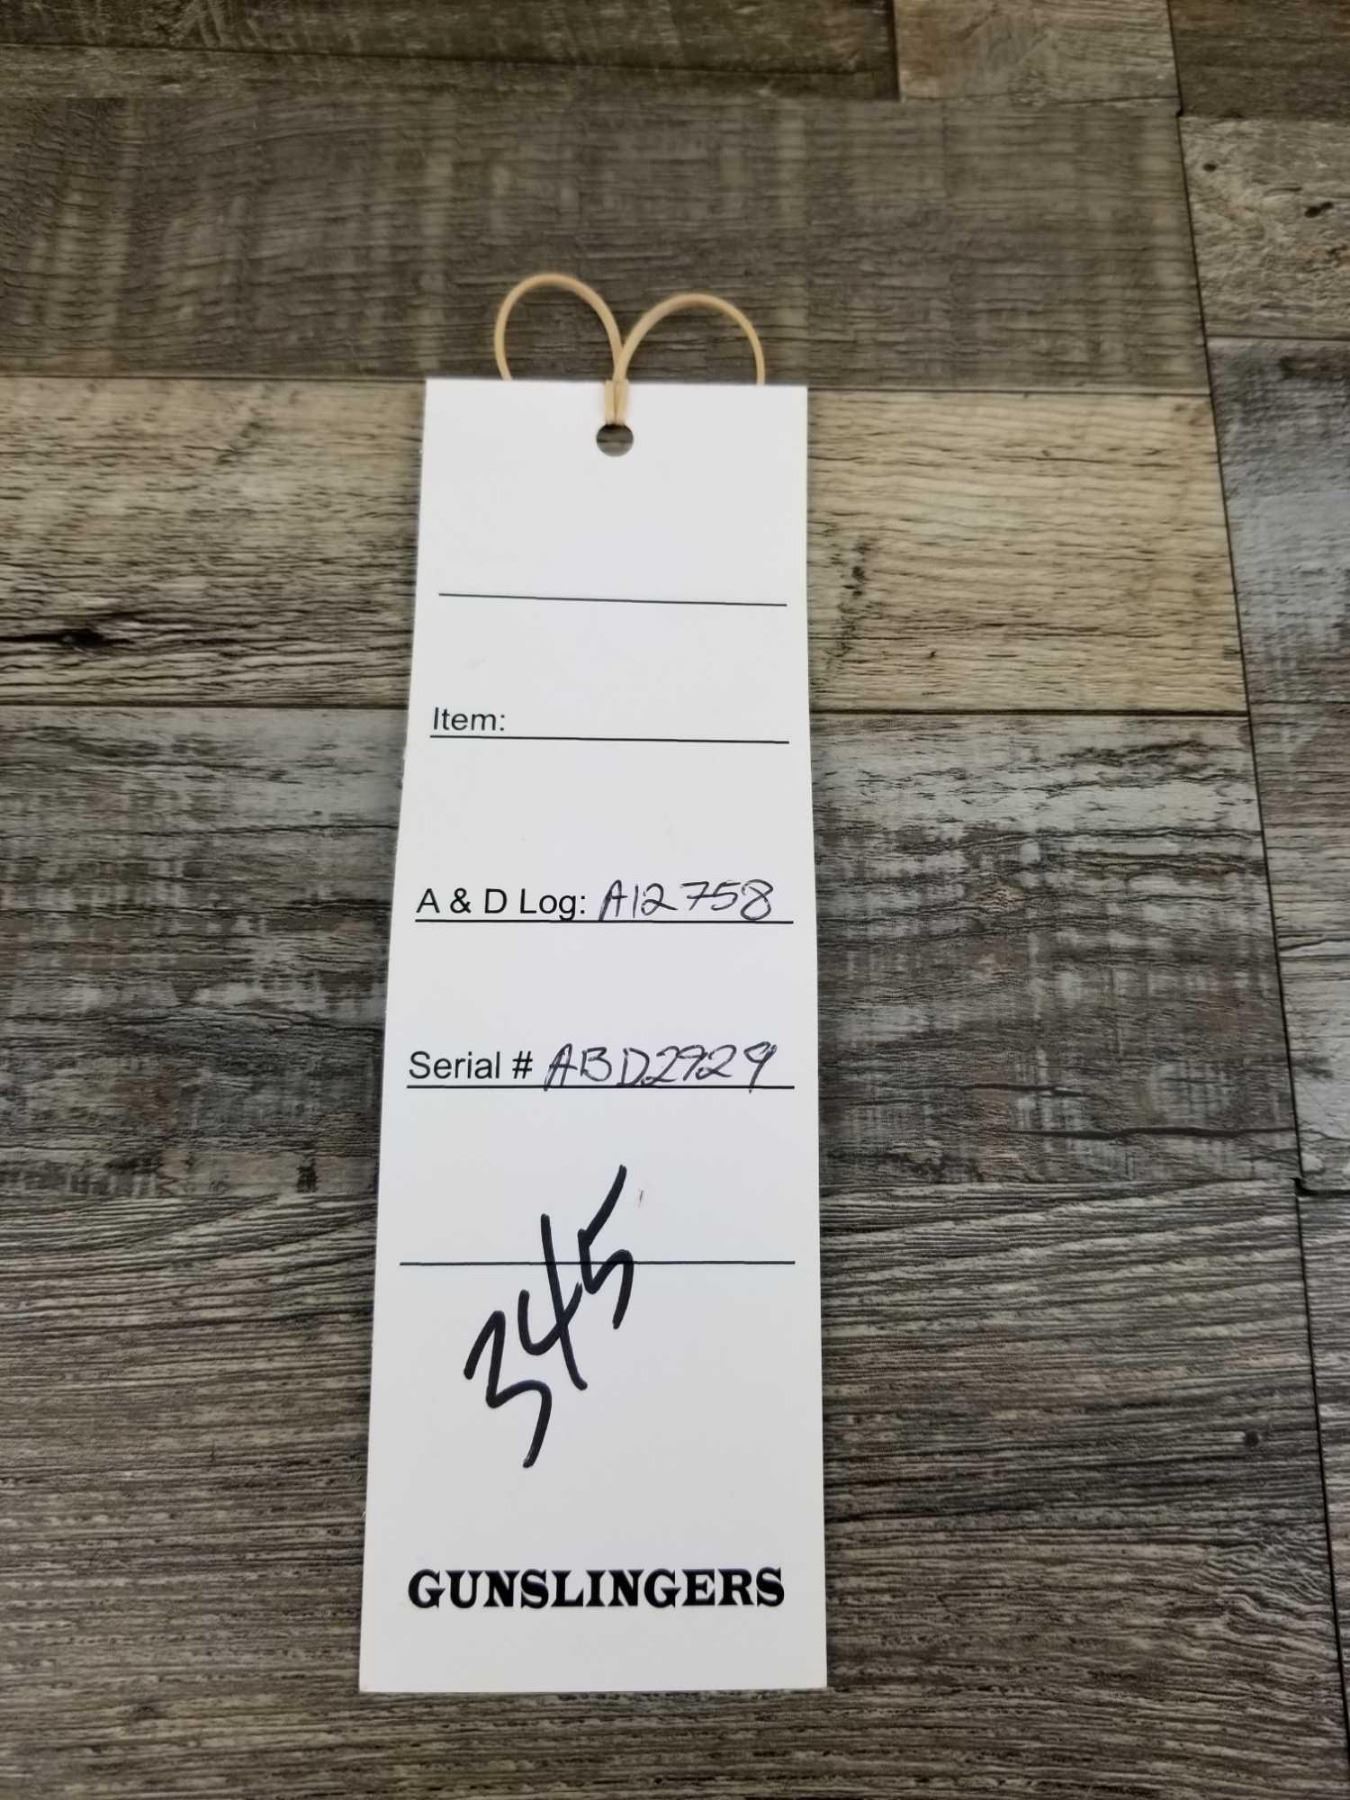 Item:
A & D Log: A12758
Serial # ABD2929
345
GUNSLINGERS